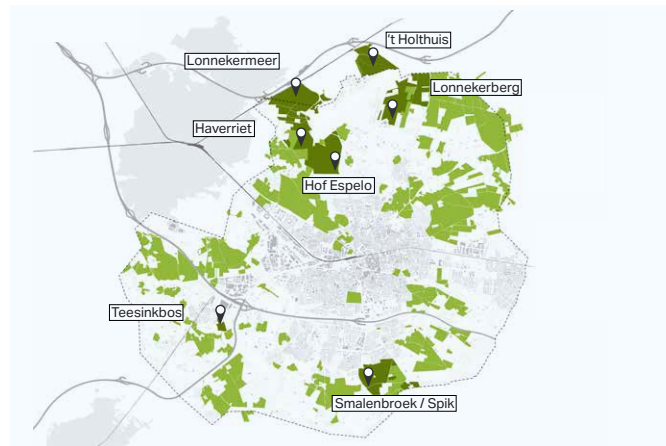 't Holthuis
Lonnekermeer
Lonnekerberg
Haverriet
Hof Espelo
Teesinkbos
Smalenbroek / Spik